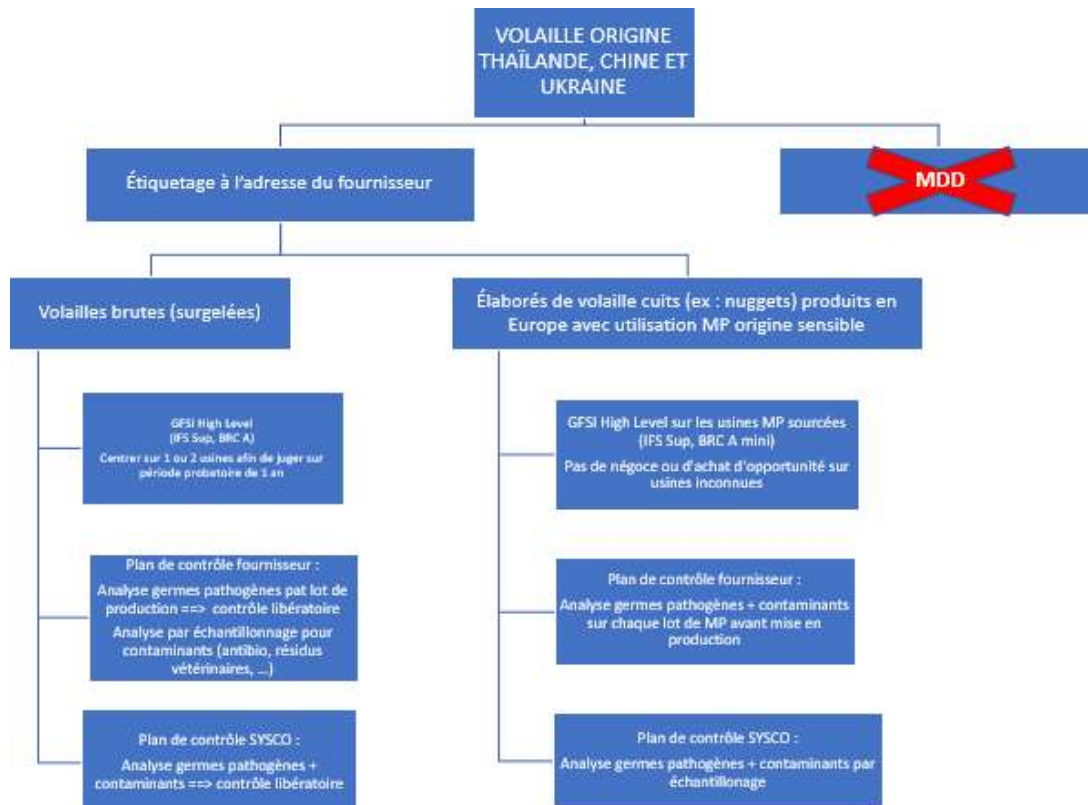 VOLAILLE ORIGINE
THAÏLANDE, CHINE ET
UKRAINE
Étiquetage à l'adresse du fournisseur
MDD
Volailles brutes (surgelées)
Élaborés de volaille cuits (ex : nuggets) produits en
Europe avec utilisation MP origine sensible
GFSI High Level
(IFS Sup, BRC A)
Centrer sur 1 ou 2 usines afin de juger sur
période probatoire de 1 an
GFSI High Level sur les usines MP sourcées
(IFS Sup, BRC A mini)
Pas de négoce ou d'achat d'opportunité sur
usines inconnues
Plan de contrôle fournisseur :
Analyse germes pathogènes pat lot de
production ==> contrôle libératoire
Analyse par échantillonnage pour
contaminants (antibio, résidus
vétérinaires, ...)
Plan de contrôle fournisseur :
Analyse germes pathogènes + contaminants
sur chaque lot de MP avant mise en
production
Plan de contrôle SYSCO :
Analyse germes pathogènes +
contaminants ==> contrôle libératoire
Plan de contrôle SYSCO :
Analyse germes pathogènes + contaminants par
échantillonage